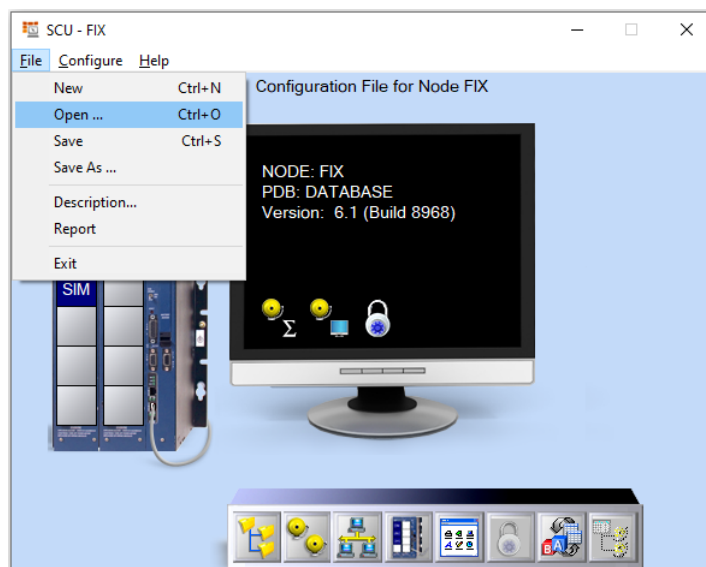 SCU - FIX
File Configure Help
New Ctrl+N
Open ... Ctrl+O
Save Ctrl+S
Save As ...
Description...
Report
Exit
Configuration File for Node FIX
NODE: FIX
PDB: DATABASE
Version: 6.1 (Build 8968)
SIM
Σ
B A